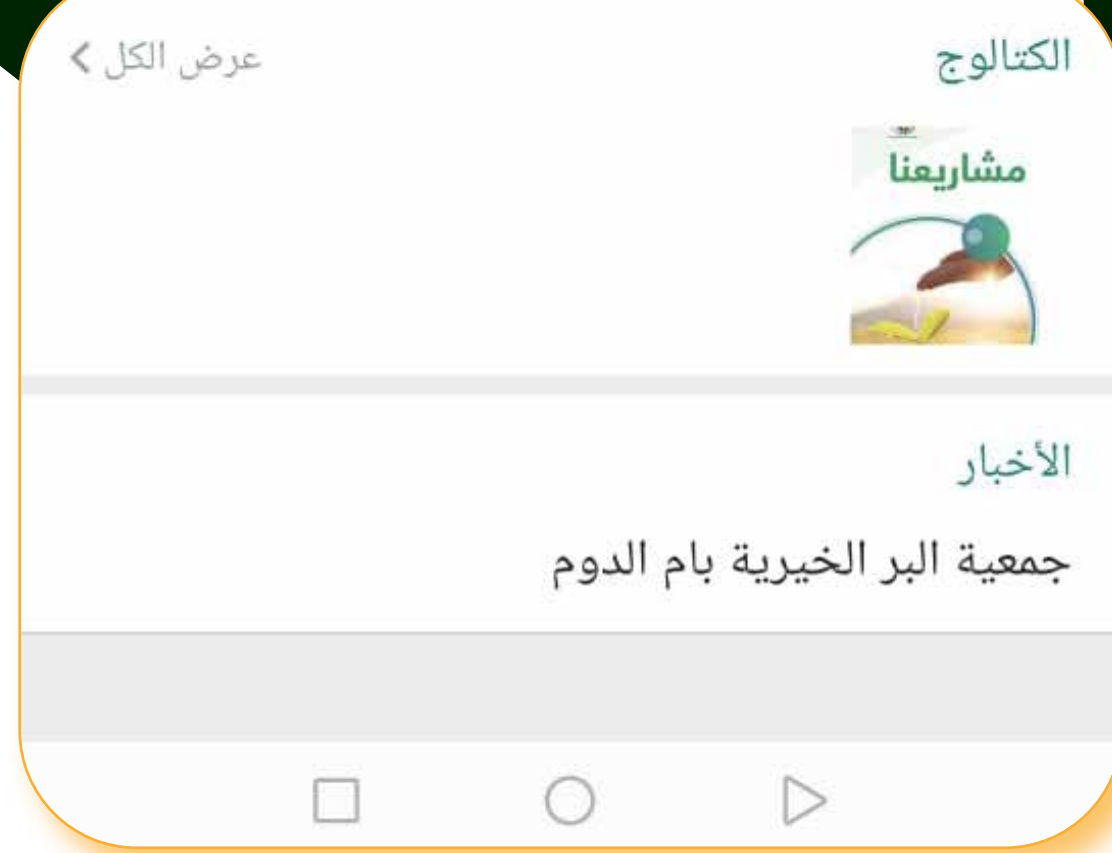 الكتالوج
عرض الكل
مشاريعنا
الأخبار
جمعية البر الخيرية بام الدوم